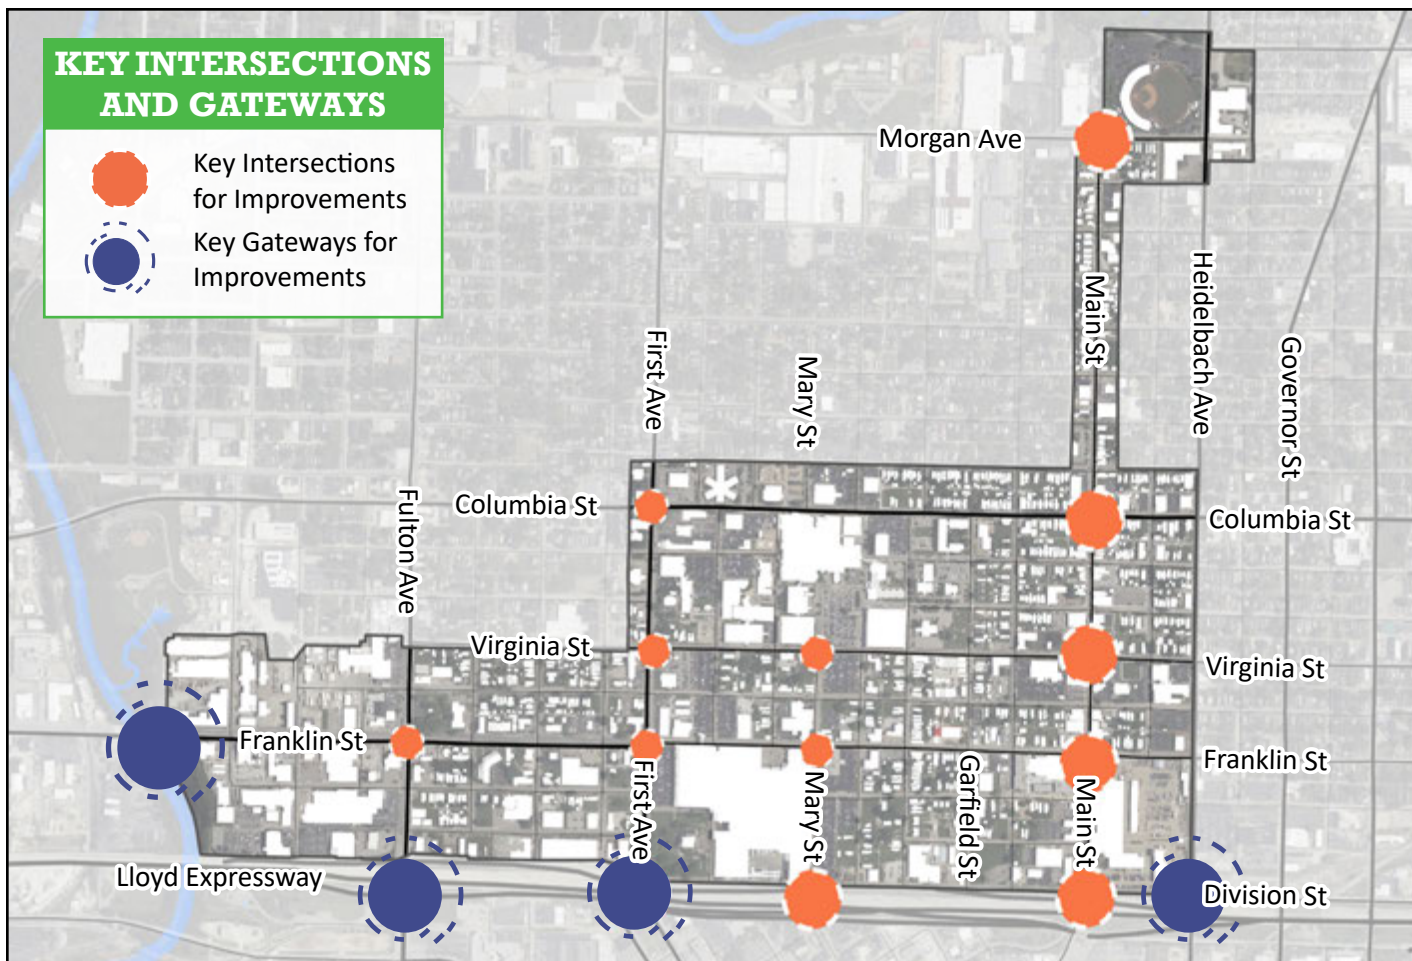 KEY INTERSECTIONS
AND GATEWAYS
Key Intersections
for Improvements
Key Gateways for
Improvements
Morgan Ave
Main St
Heidelbach Ave
Governor St
First Ave
Mary St
Fulton Ave
Columbia St
Columbia St
Virginia St
Virginia St
Franklin St
Franklin St
First Ave
Mary St
Garfield St
Main St
Lloyd Expressway
Division St